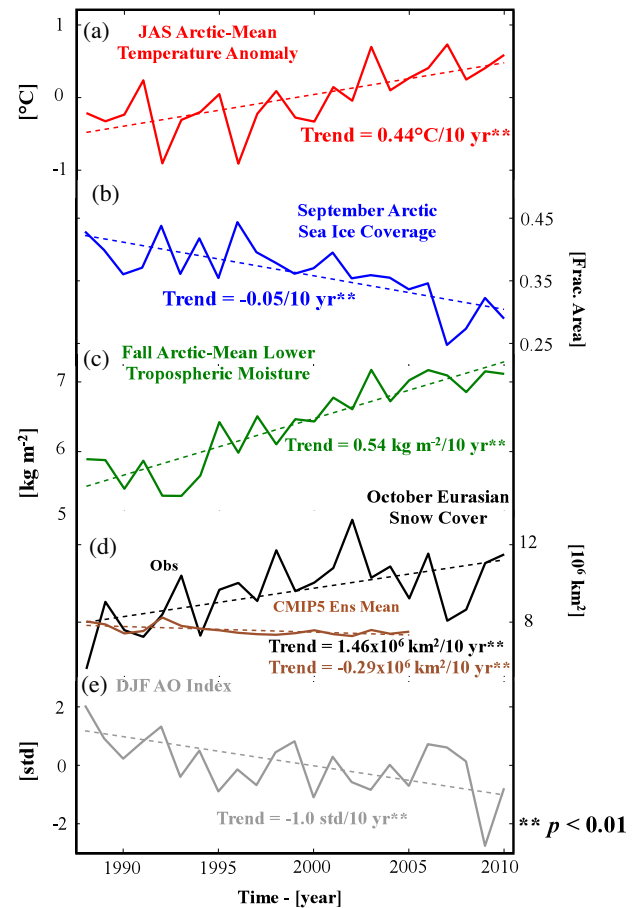 (a)
JAS Arctic-Mean
Temperature Anomaly
1
0
-1
[°C]
Trend = 0.44°C/10 yr**
(b)
September Arctic
Sea Ice Coverage
0.45
0.35
0.25
[Frac. Area]
Trend = -0.05/10 yr**
(c)
Fall Arctic-Mean Lower
Tropospheric Moisture
7
6
5
[kg m⁻²]
Trend = 0.54 kg m⁻²/10 yr**
October Eurasian
Snow Cover
(d)
Obs
12
8
[10⁶ km²]
CMIP5 Ens Mean
Trend = 1.46x10⁶ km²/10 yr**
Trend = -0.29x10⁶ km²/10 yr**
(e)
DJF AO Index
2
0
-2
[std]
Trend = -1.0 std/10 yr**
** p < 0.01
1990 1995 2000 2005 2010
Time - [year]